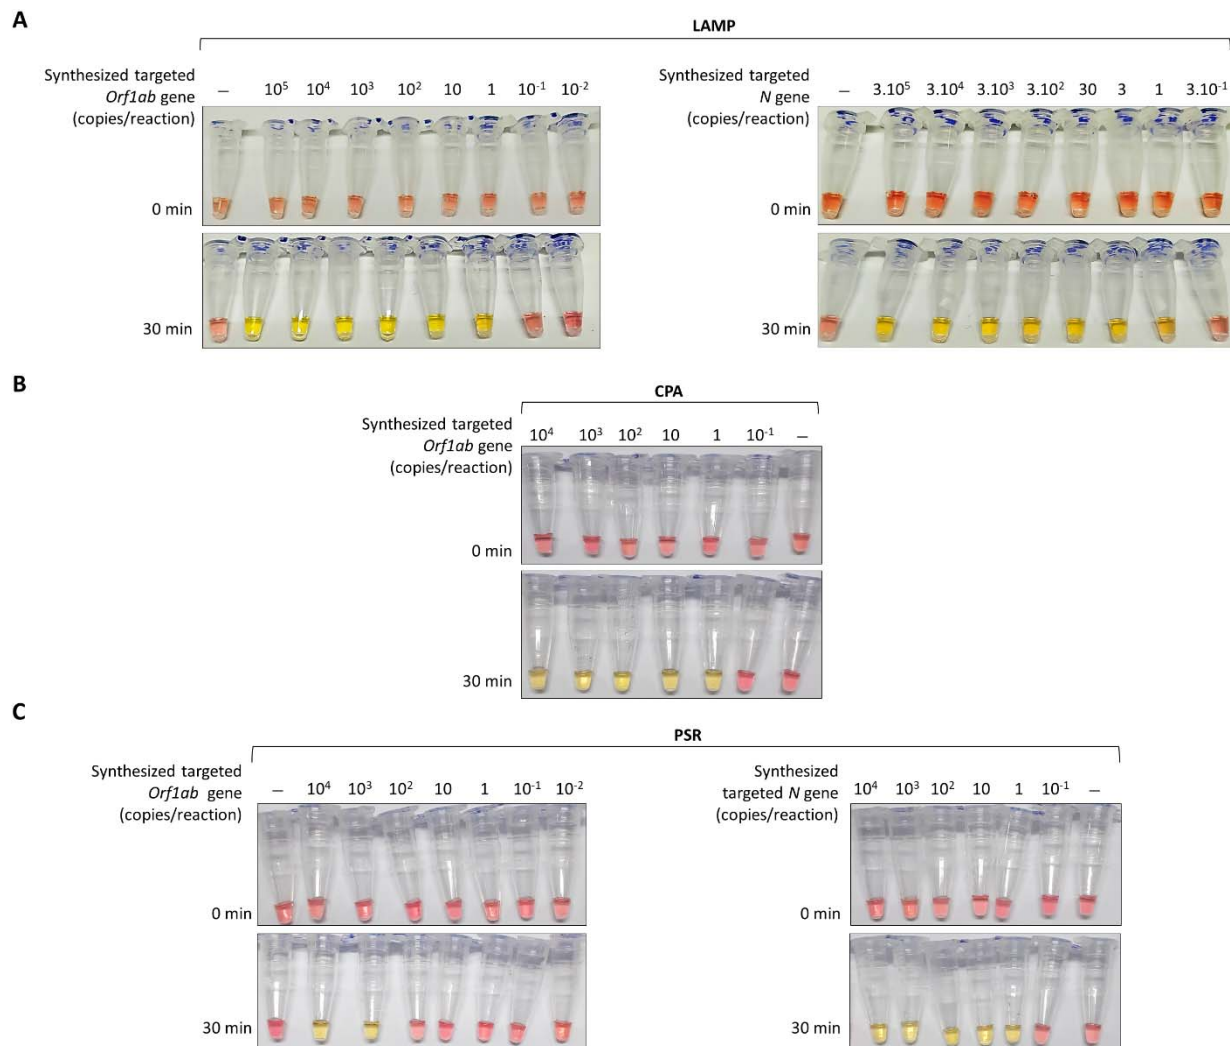 A
LAMP
Synthesized targeted
Orf1ab gene
(copies/reaction)
— 10⁵ 10⁴ 10³ 10² 10 1 10⁻¹ 10⁻²
0 min
30 min
Synthesized targeted
N gene
(copies/reaction)
— 3.10⁵ 3.10⁴ 3.10³ 3.10² 30 3 1 3.10⁻¹
0 min
30 min
B
CPA
Synthesized targeted
Orf1ab gene
(copies/reaction)
10⁴ 10³ 10² 10 1 10⁻¹ —
0 min
30 min
C
PSR
Synthesized targeted
Orf1ab gene
(copies/reaction)
— 10⁴ 10³ 10² 10 1 10⁻¹ 10⁻²
0 min
30 min
Synthesized
targeted N gene
(copies/reaction)
10⁴ 10³ 10² 10 1 10⁻¹ —
0 min
30 min